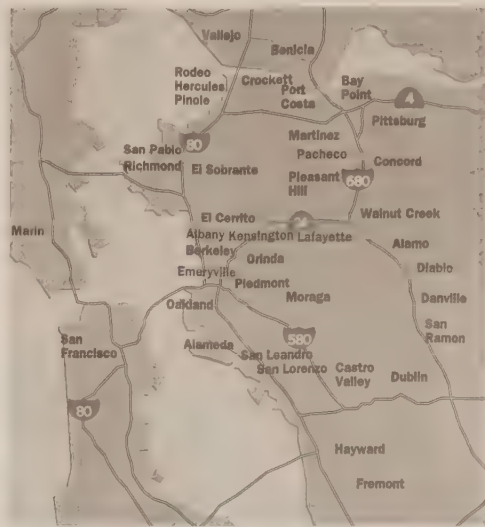 Vallejo
Benicia
Rodeo
Hercules
Pinole
Crockett
Port
Costa
Bay
Point
4
Pittsburg
Martinez
Pacheco
Concord
San Pablo
Richmond
80
El Sobrante
Pleasant
Hill
680
El Cerrito
Walnut Creek
Marin
Albany Kensington Lafayette
Berkeley
Orinda
Alamo
Emeryville
Piedmont
Diablo
Oakland
Moraga
Danville
San
Francisco
Alameda
580
San
Ramon
San Leandro
San Lorenzo
Castro
Valley
Dublin
80
Hayward
Fremont